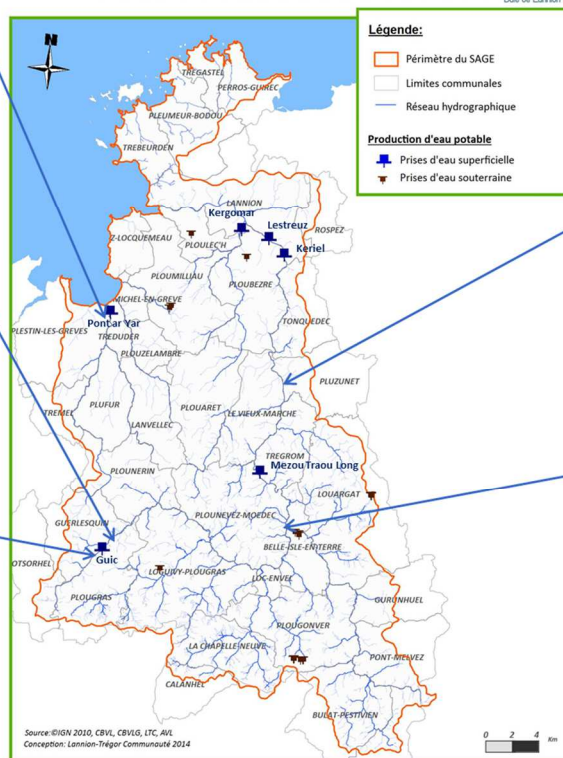 Légende:
Périmètre du SAGE
Limites communales
Réseau hydrographique
Production d'eau potable
Prises d'eau superficielle
Prises d'eau souterraine
N
TREGASTEL
PERROS-GUIREC
PLEUMEUR-BODOU
TREBEURDEN
LANNION
Kergomar
Lestreuz
ROSPEZ
Z-LOCQUEMEAU
PLOULEC'H
Keriel
PLOUMILLIAU
PLOUBEZRE
MICHEL-EN-GREVE
Pont ar Yar
TONQUEDEC
PLESTIN-LES-GREVES
TREDUDER
PLOUZELAMBRE
PLUZUNET
TREMEL
PLUFUR
PLOUARET
LE VIEUX-MARCHE
LANVELLEC
TREGROM
Mezou Traou Long
PLOUNERIN
LOUARGAT
GUERLESQUIN
PLOUNEVEZ-MOEDEC
BELLE-ISLE-EN-TERRE
OTSORHEL
Guic
LOGUIVY-PLOUGRAS
LOC-ENVEL
PLOUGRAS
GURUNHUEL
PLOUGONVER
LA CHAPELLE-NEUVE
PONT-MELVEZ
CALANHEL
BULAT-PESTIVIEN
Source:©IGN 2010, CBVL, CBVLG, LTC, AVL
Conception: Lannion-Trégor Communauté 2014
0 2 4 Km